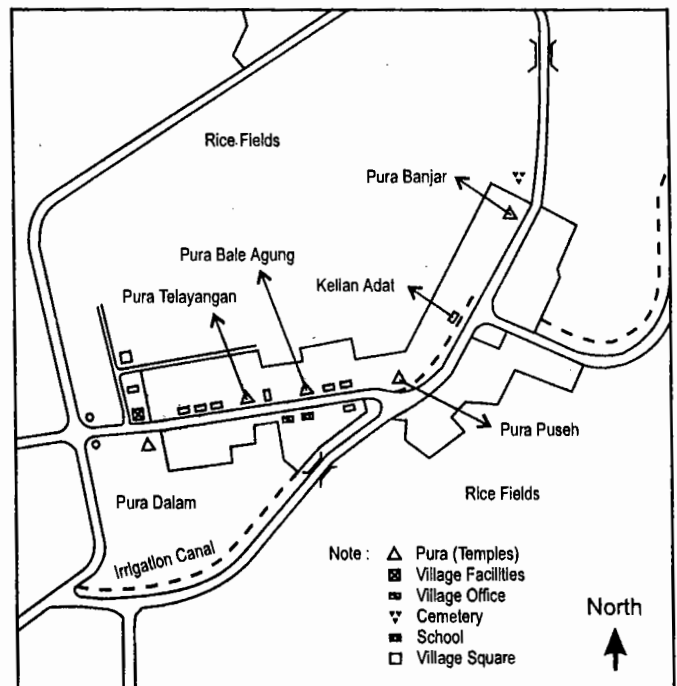 Rice Fields
Pura Banjar
Pura Bale Agung
Kelian Adat
Pura Telayangan
Pura Puseh
Rice Fields
Pura Dalam
Irrigation Canal
Note :
Pura (Temples)
Village Facilities
Village Office
Cemetery
School
Village Square
North